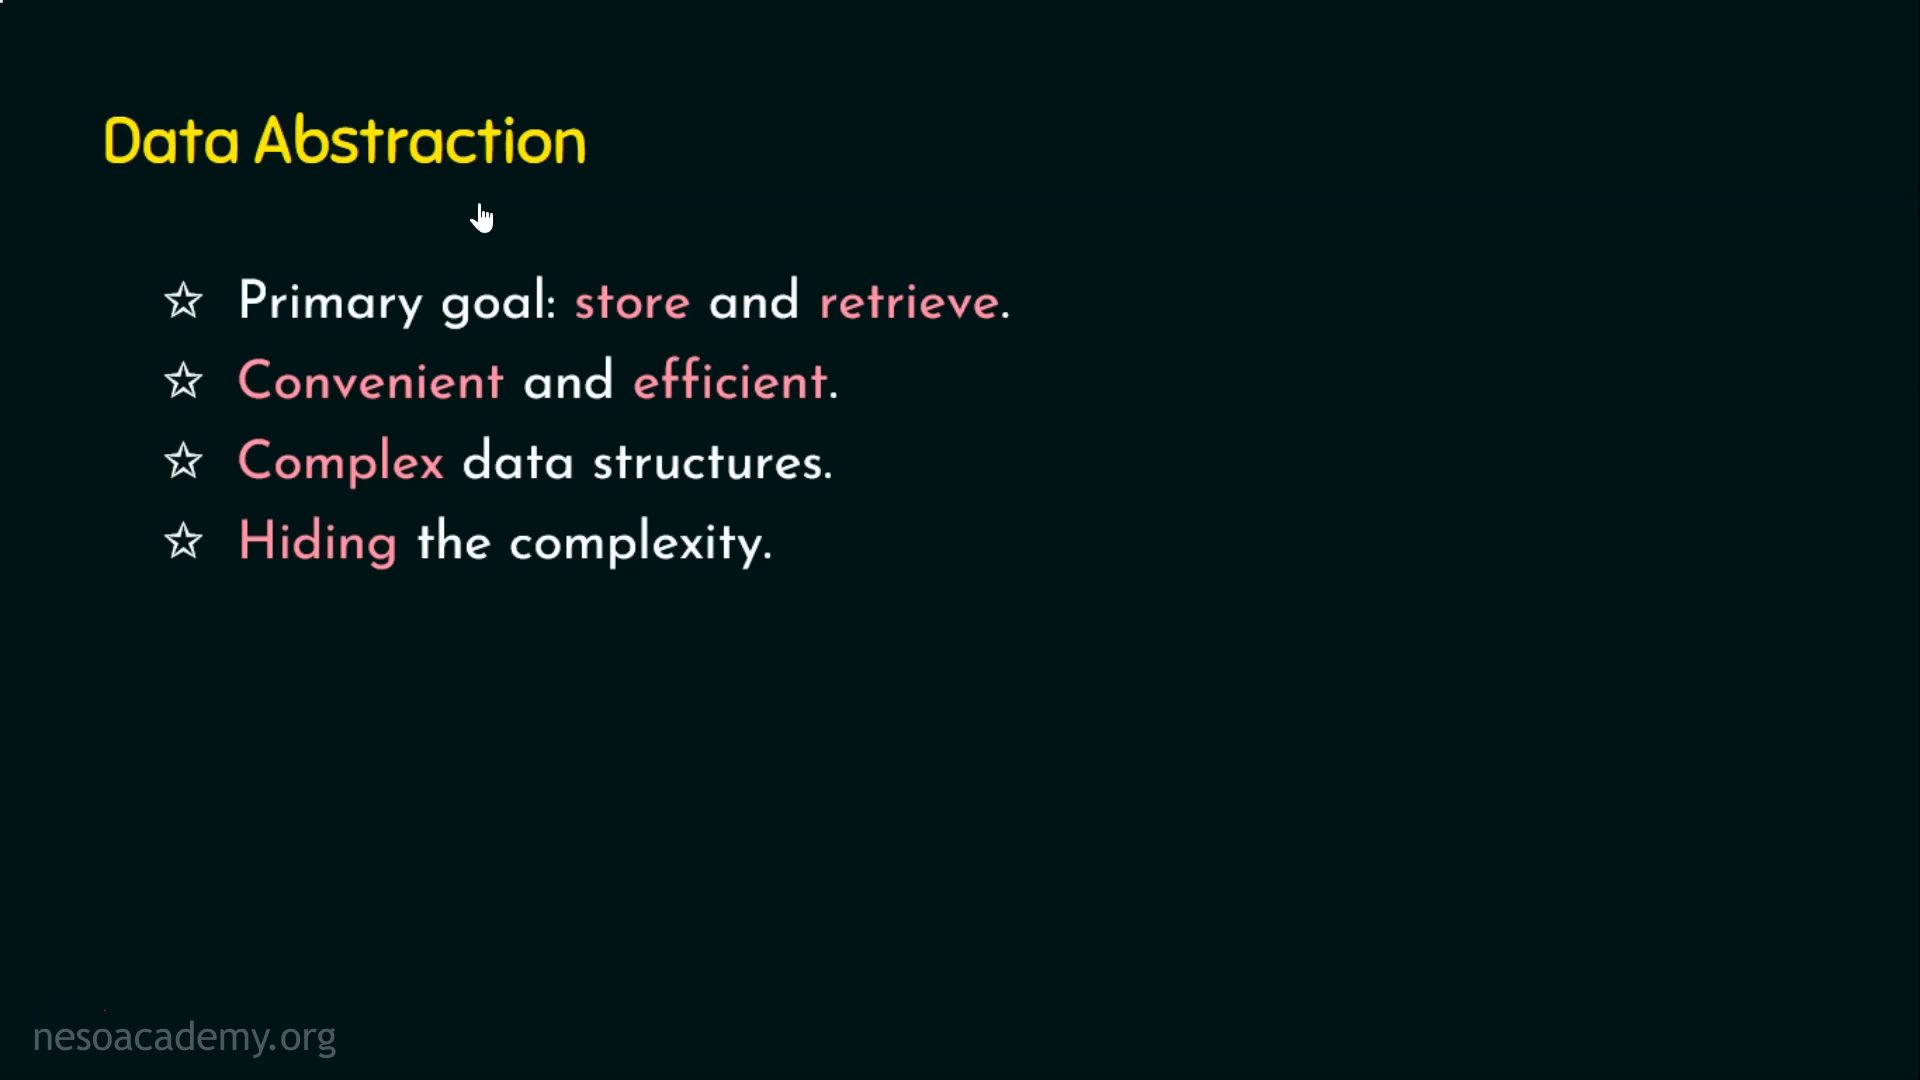 Data Abstraction
☆ Primary goal: store and retrieve.
☆ Convenient and efficient.
☆ Complex data structures.
☆ Hiding the complexity.
nesoacademy.org